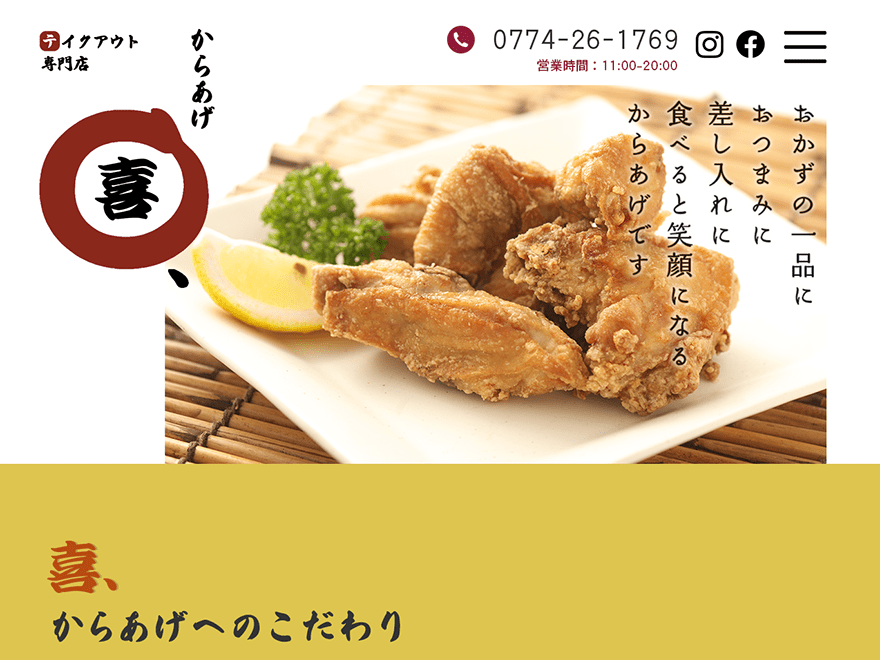 テイクアウト
専門店
からあげ
喜、
0774-26-1769
営業時間：11:00-20:00
おかずの一品に
おつまみに
差し入れに
食べると笑顔になる
からあげです
喜、
からあげへのこだわり